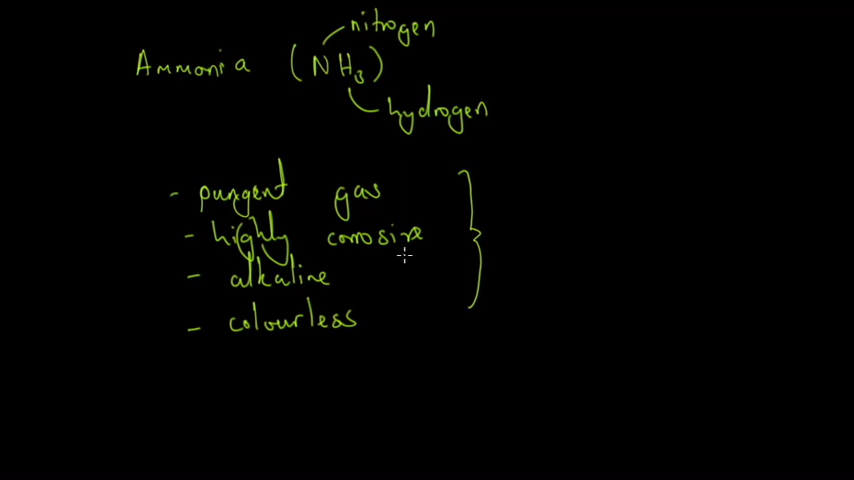 nitrogen
Ammonia (NH₃)
hydrogen
- pungent gas
- highly corrosive
- alkaline
- colourless